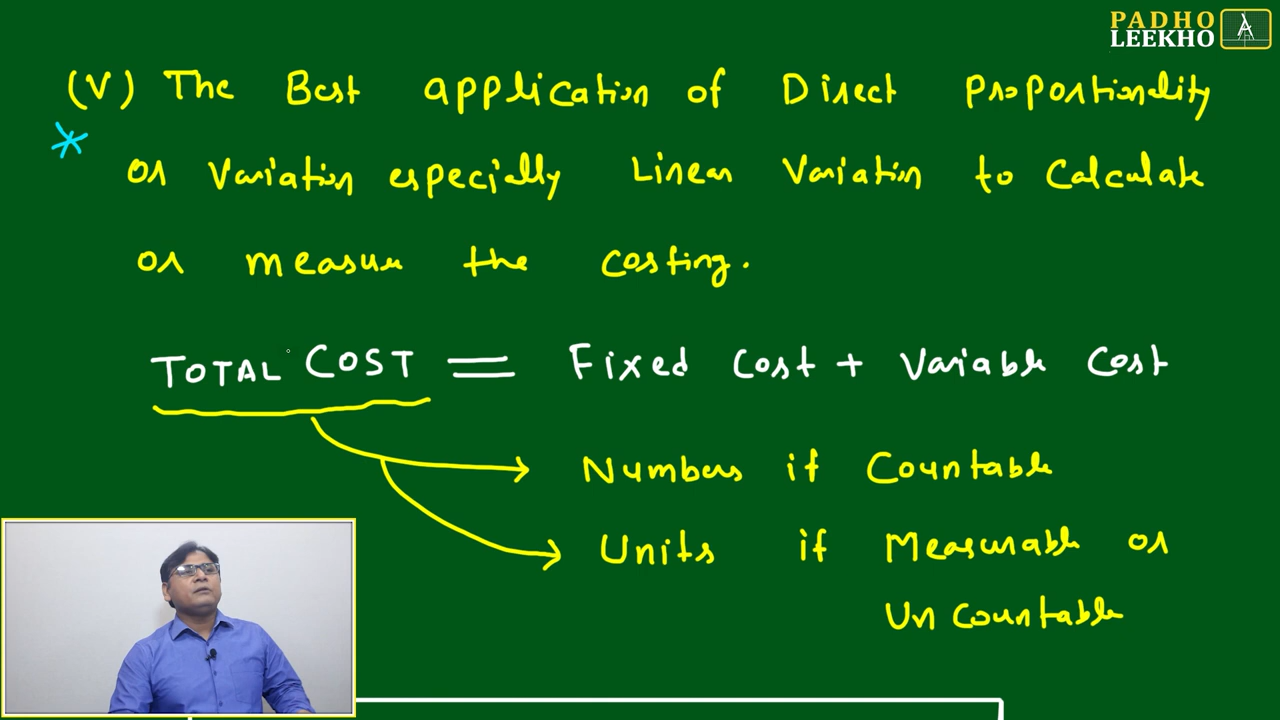 PADHO
LEEKHO
(V) The Best application of Direct Proportionality
or Variation especially Linear Variation to Calculate
or measure the costing.
TOTAL COST = Fixed Cost + Variable Cost
→ Numbers if Countable
→ Units if Measurable or
Un Countable